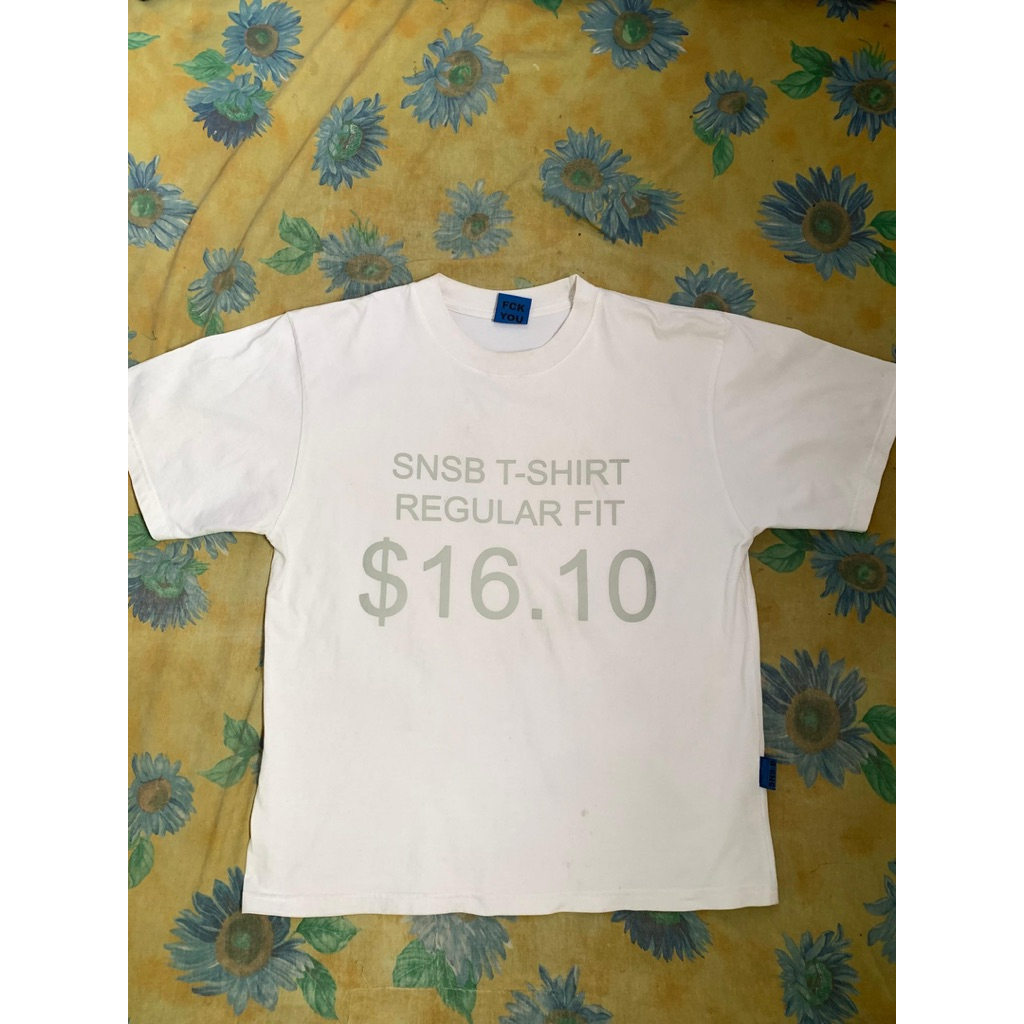 FCK
YOU
SNSB T-SHIRT
REGULAR FIT
$16.10